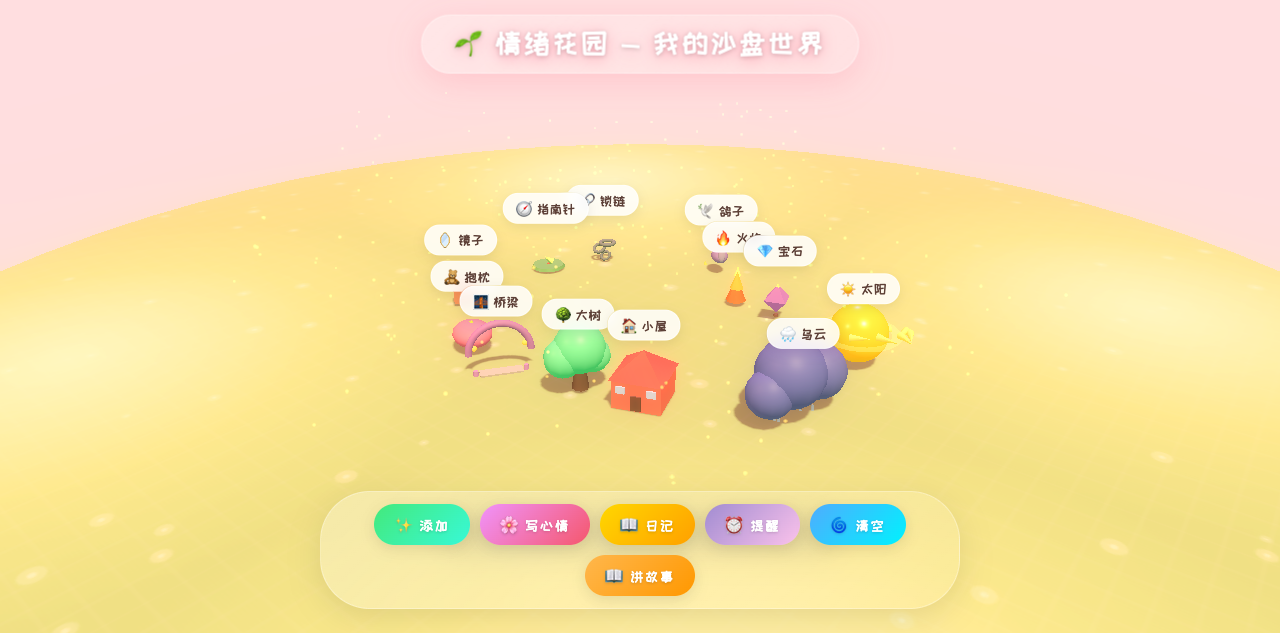 🌱 情绪花园 — 我的沙盘世界
🧭 指南针
锁链
🕊️ 鸽子
🪞 镜子
🔥
💎 宝石
🧸 抱枕
🌉 桥梁
☀️ 太阳
🌳 大树
🏠 小屋
🌧️ 乌云
✨ 添加
🌸 写心情
📖 日记
⏰ 提醒
🌀 清空
📖 讲故事